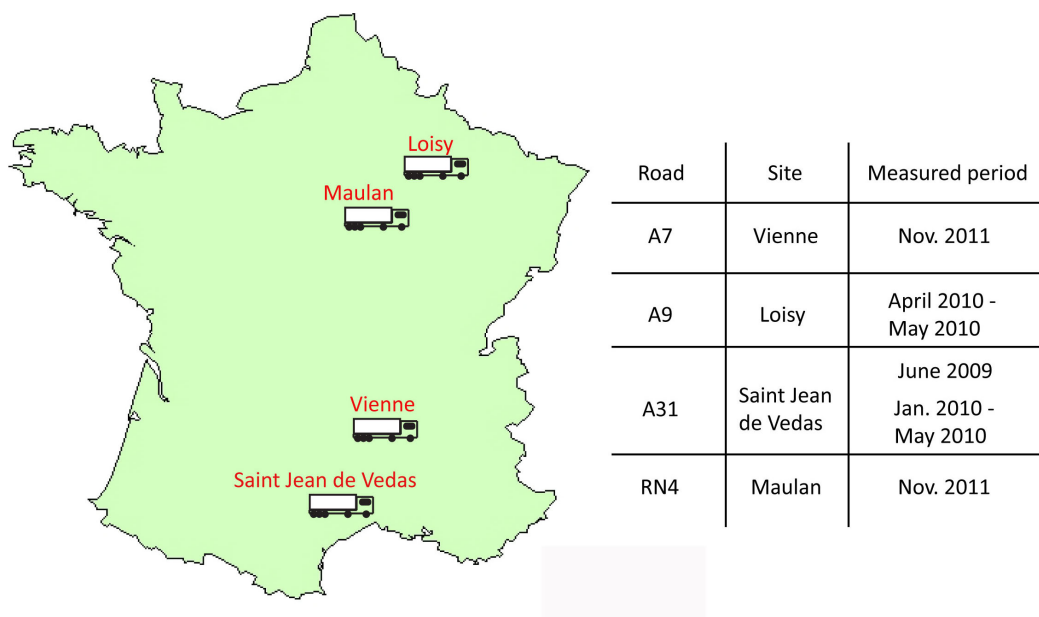 Loisy
Maulan
Vienne
Saint Jean de Vedas
Road Site Measured period
A7 Vienne Nov. 2011
A9 Loisy April 2010 -
May 2010
A31 Saint Jean
de Vedas June 2009
Jan. 2010 -
May 2010
RN4 Maulan Nov. 2011